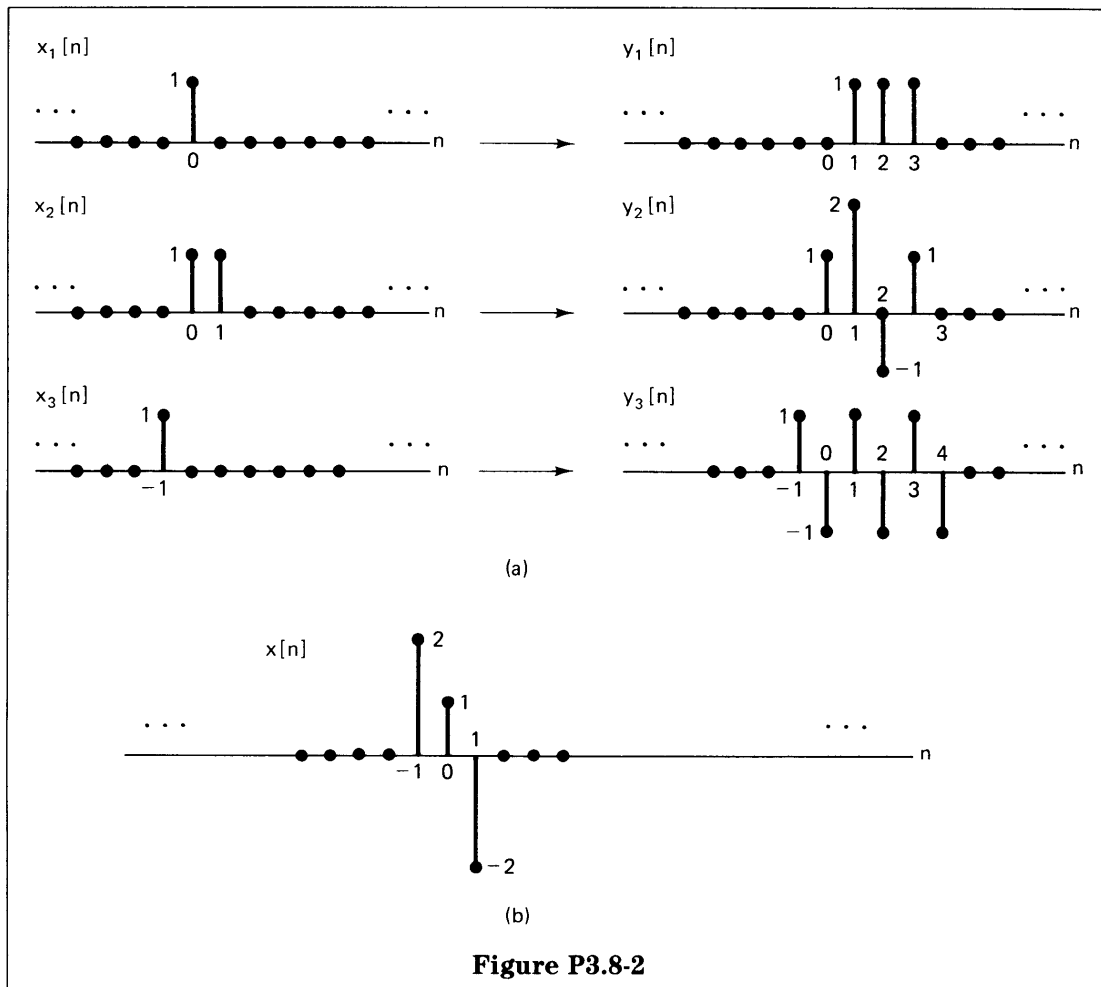 x₁[n] y₁[n]
1 1
. . . . . . . . . . . .
n n
0 0 1 2 3
x₂[n] y₂[n]
2
1 1 1
. . . . . . 2 . . . . . .
n n
0 1 0 1 3
−1
x₃[n] y₃[n]
1 1
. . . . . . . . . 0 2 4 . . .
n n
−1 −1 1 3
−1
(a)
x[n] 2
1
. . . 1 . . .
n
−1 0
−2
(b)
Figure P3.8-2